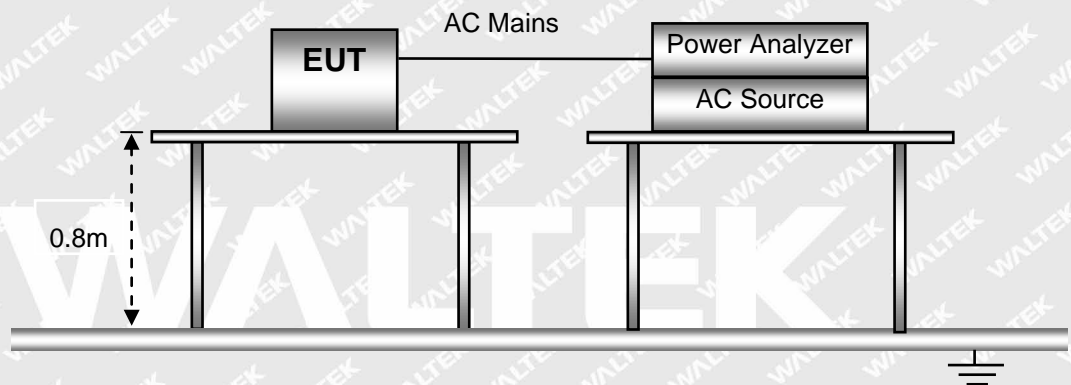 AC Mains
EUT
Power Analyzer
AC Source
0.8m
WALTEK